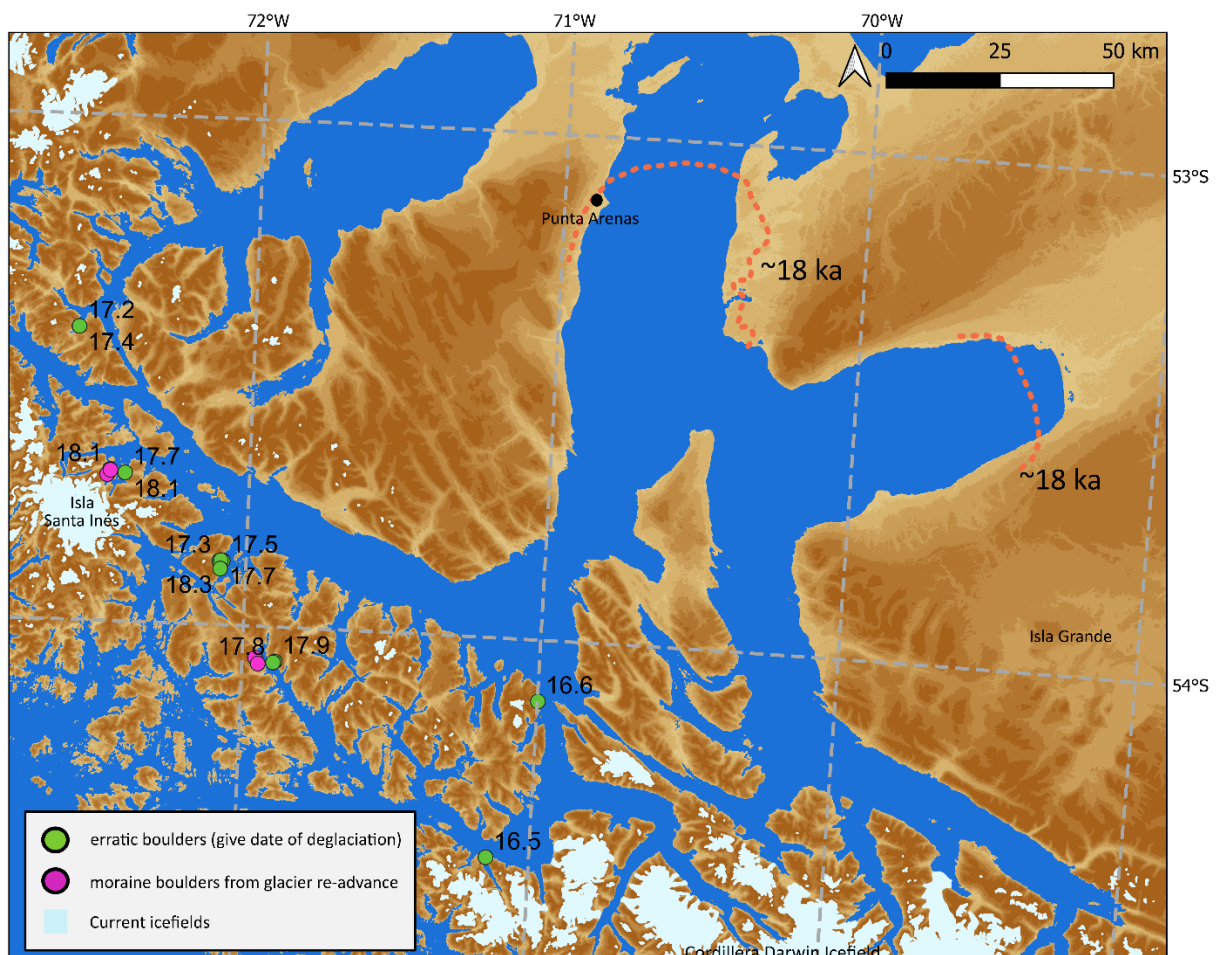 72°W
71°W
70°W
0
25
50 km
53°S
Punta Arenas
~18 ka
17.2
17.4
18.1
17.7
18.1
~18 ka
Isla
Santa Inés
17.3
17.5
18.3
17.7
Isla Grande
17.8
17.9
54°S
16.6
16.5
erratic boulders (give date of deglaciation)
moraine boulders from glacier re-advance
Current icefields
Cordillera Darwin Icefield